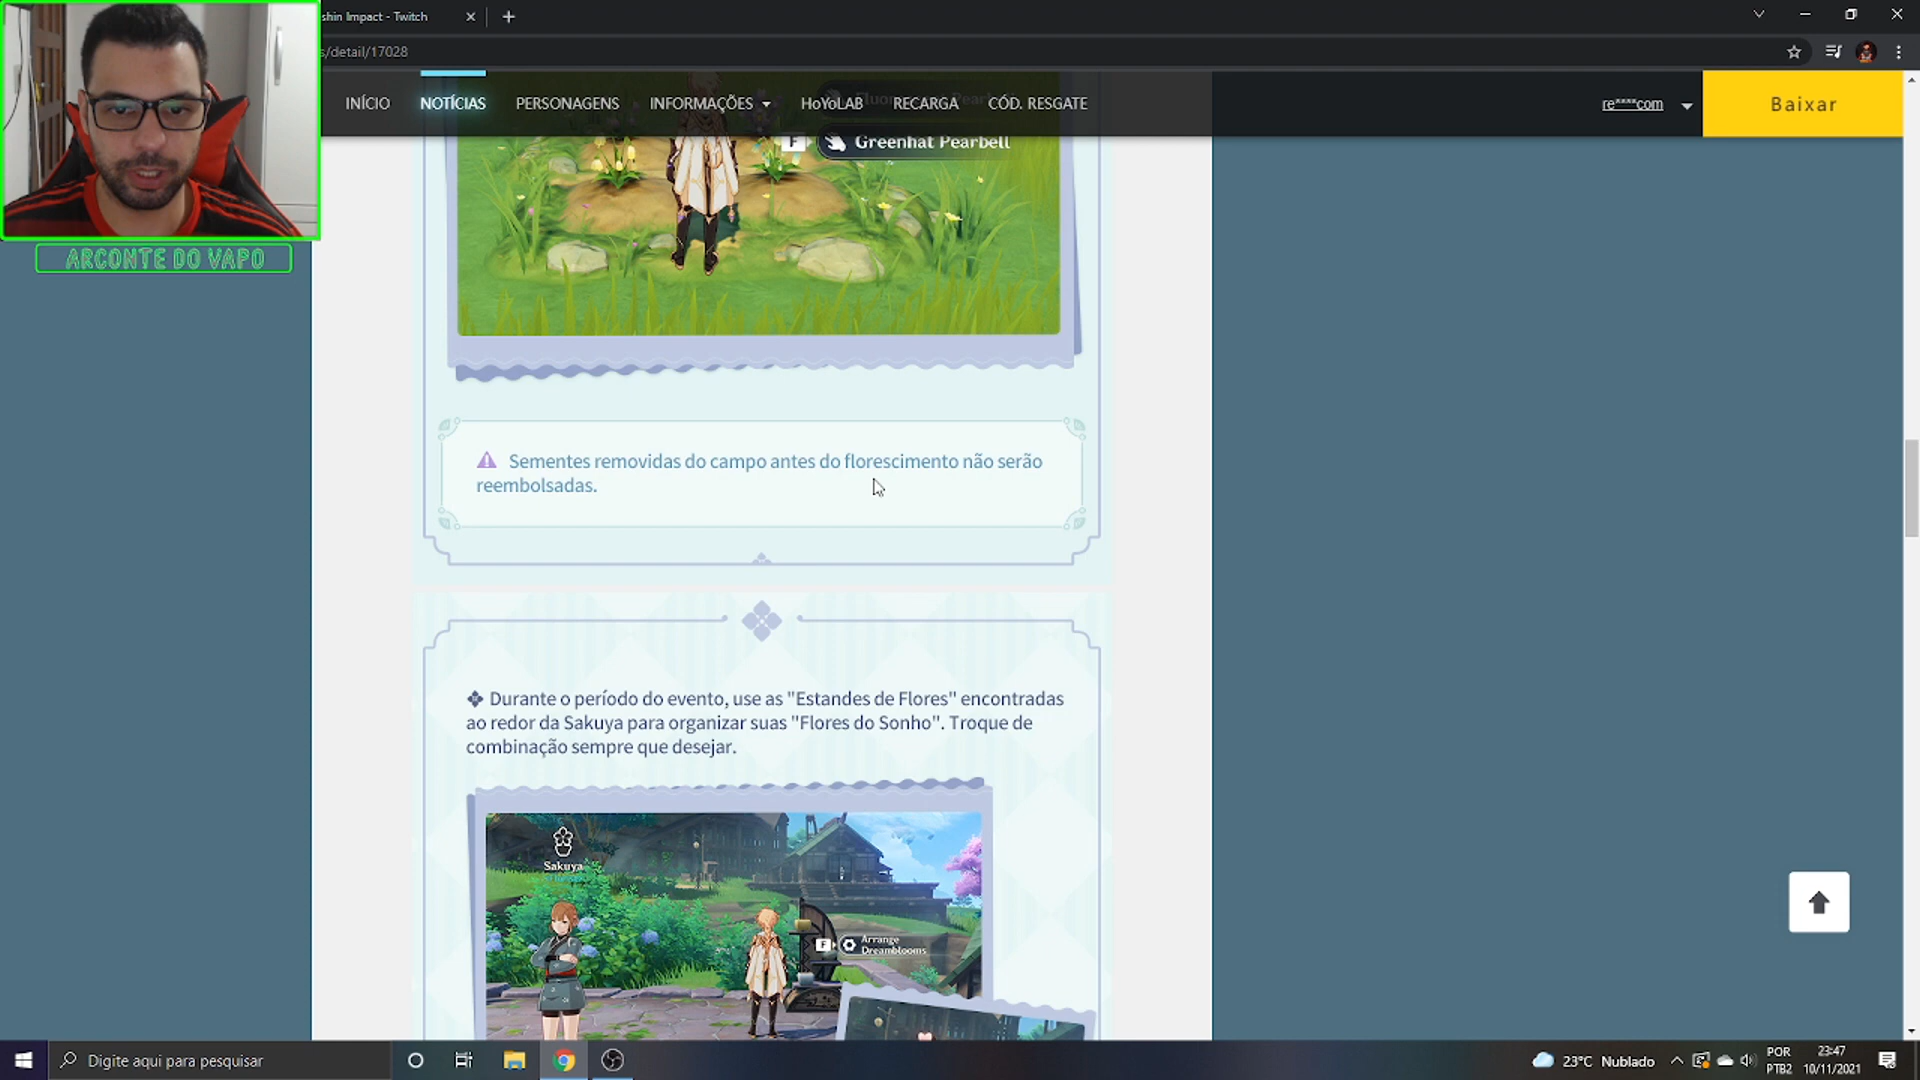 shin Impact - Twitch
s/detail/17028
INÍCIO
NOTÍCIAS
PERSONAGENS
INFORMAÇÕES
HoYoLAB
RECARGA
CÓD. RESGATE
re****com
Baixar
F
Greenhat Pearbell
ARCONTE DO VAPO
Sementes removidas do campo antes do florescimento não serão
reembolsadas.
Durante o período do evento, use as "Estandes de Flores" encontradas
ao redor da Sakuya para organizar suas "Flores do Sonho". Troque de
combinação sempre que desejar.
Sakuya
F
Arrange
Dreamblooms
Digite aqui para pesquisar
23°C Nublado
POR
PTB2
23:47
10/11/2021